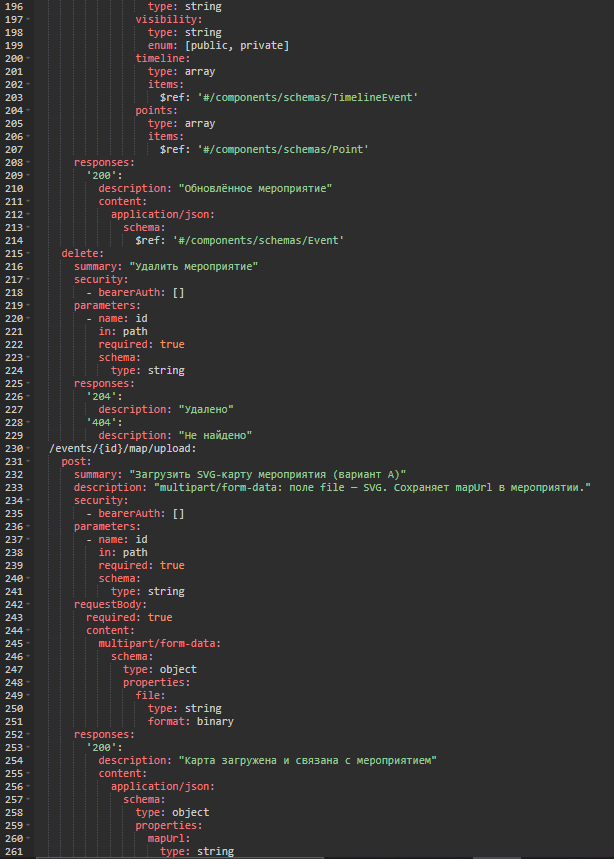 196 type: string
197 visibility:
198 type: string
199 enum: [public, private]
200 timeline:
201 type: array
202 items:
203 $ref: '#/components/schemas/TimelineEvent'
204 points:
205 type: array
206 items:
207 $ref: '#/components/schemas/Point'
208 responses:
209 '200':
210 description: "Обновлённое мероприятие"
211 content:
212 application/json:
213 schema:
214 $ref: '#/components/schemas/Event'
215 delete:
216 summary: "Удалить мероприятие"
217 security:
218 - bearerAuth: []
219 parameters:
220 - name: id
221 in: path
222 required: true
223 schema:
224 type: string
225 responses:
226 '204':
227 description: "Удалено"
228 '404':
229 description: "Не найдено"
230 /events/{id}/map/upload:
231 post:
232 summary: "Загрузить SVG-карту мероприятия (вариант A)"
233 description: "multipart/form-data: поле file — SVG. Сохраняет mapUrl в мероприятии."
234 security:
235 - bearerAuth: []
236 parameters:
237 - name: id
238 in: path
239 required: true
240 schema:
241 type: string
242 requestBody:
243 required: true
244 content:
245 multipart/form-data:
246 schema:
247 type: object
248 properties:
249 file:
250 type: string
251 format: binary
252 responses:
253 '200':
254 description: "Карта загружена и связана с мероприятием"
255 content:
256 application/json:
257 schema:
258 type: object
259 properties:
260 mapUrl:
261 type: string